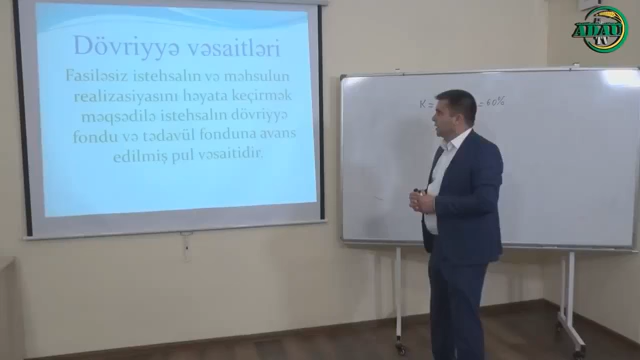 Dövriyyə vəsaitləri
Fasiləsiz istehsalın və məhsulun
realizasiyasını həyata keçirmək
məqsədilə istehsalın dövriyyə
fondu və tədavül fonduna avans
edilmiş pul vəsaitidir.
K =
= 60%